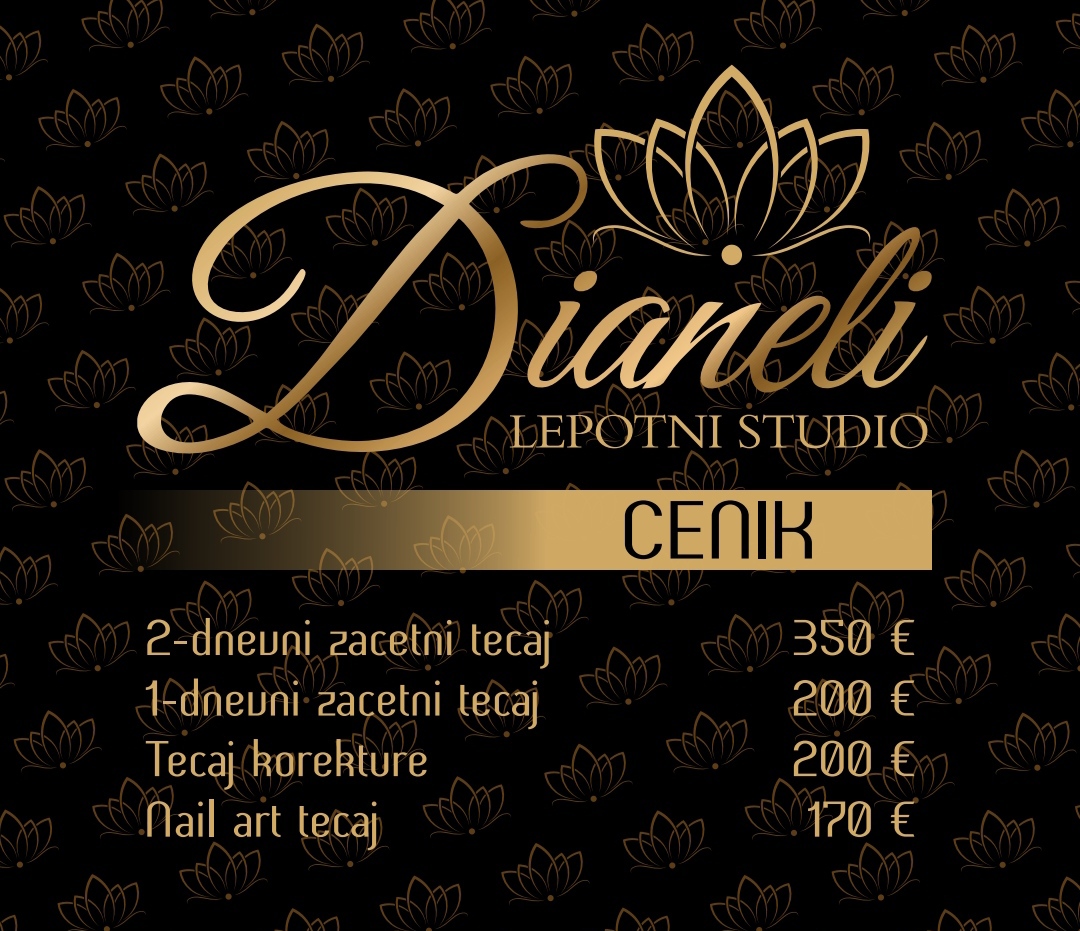 Dianeli
LEPOTNI STUDIO
CENIK
2-dnevni zacetni tecaj 350 €
1-dnevni zacetni tecaj 200 €
Tecaj korekture 200 €
Nail art tecaj 170 €